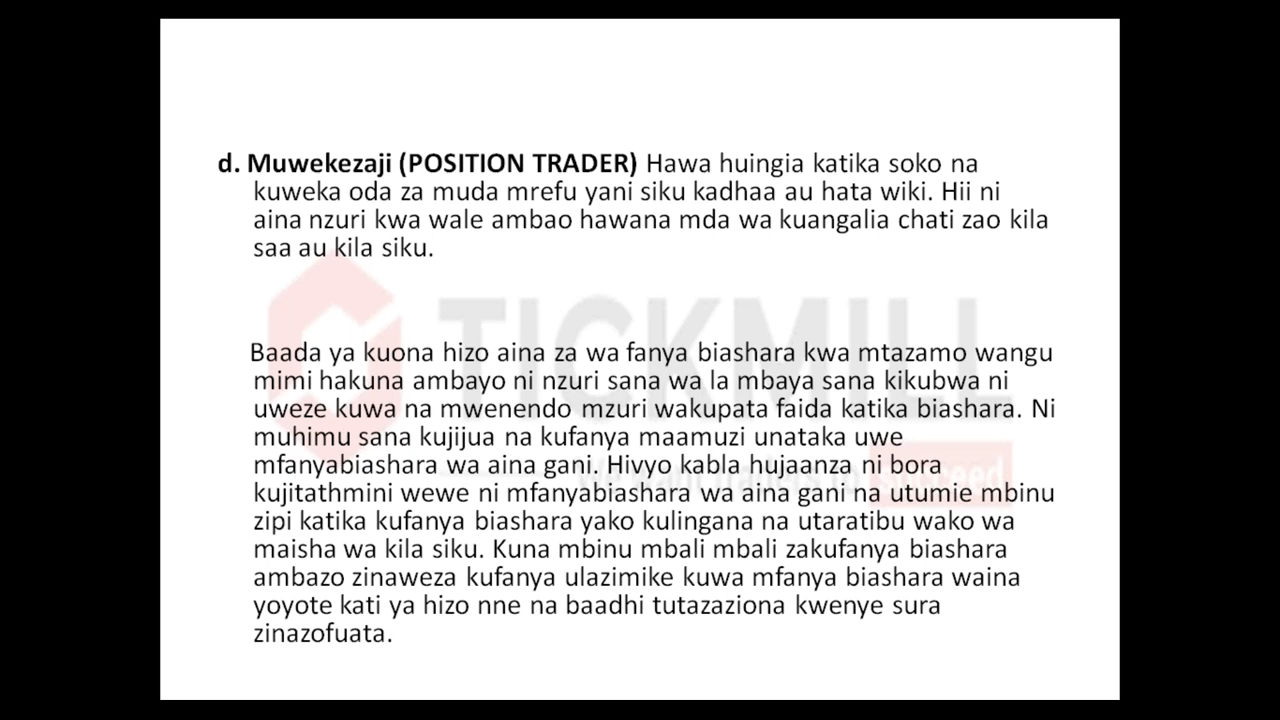 d. Muwekezaji (POSITION TRADER) Hawa huingia katika soko na
kuweka oda za muda mrefu yani siku kadhaa au hata wiki. Hii ni
aina nzuri kwa wale ambao hawana mda wa kuangalia chati zao kila
saa au kila siku.
TICKMILL
Baada ya kuona hizo aina za wa fanya biashara kwa mtazamo wangu
mimi hakuna ambayo ni nzuri sana wa la mbaya sana kikubwa ni
uweze kuwa na mwenendo mzuri wakupata faida katika biashara. Ni
muhimu sana kujijua na kufanya maamuzi unataka uwe
mfanyabiashara wa aina gani. Hivyo kabla hujaanza ni bora
We want traders to succeed
kujitathmini wewe ni mfanyabiashara wa aina gani na utumie mbinu
zipi katika kufanya biashara yako kulingana na utaratibu wako wa
maisha wa kila siku. Kuna mbinu mbali mbali zakufanya biashara
ambazo zinaweza kufanya ulazimike kuwa mfanya biashara waina
yoyote kati ya hizo nne na baadhi tutazaziona kwenye sura
zinazofuata.